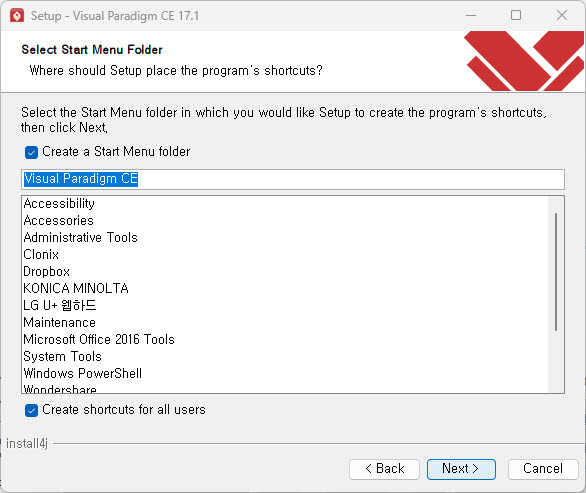 Setup - Visual Paradigm CE 17.1
Select Start Menu Folder
Where should Setup place the program's shortcuts?
Select the Start Menu folder in which you would like Setup to create the program's shortcuts,
then click Next.
Create a Start Menu folder
Visual Paradigm CE
Accessibility
Accessories
Administrative Tools
Clonix
Dropbox
KONICA MINOLTA
LG U+ 웹하드
Maintenance
Microsoft Office 2016 Tools
System Tools
Windows PowerShell
Wondershare
Create shortcuts for all users
install4j
< Back
Next >
Cancel